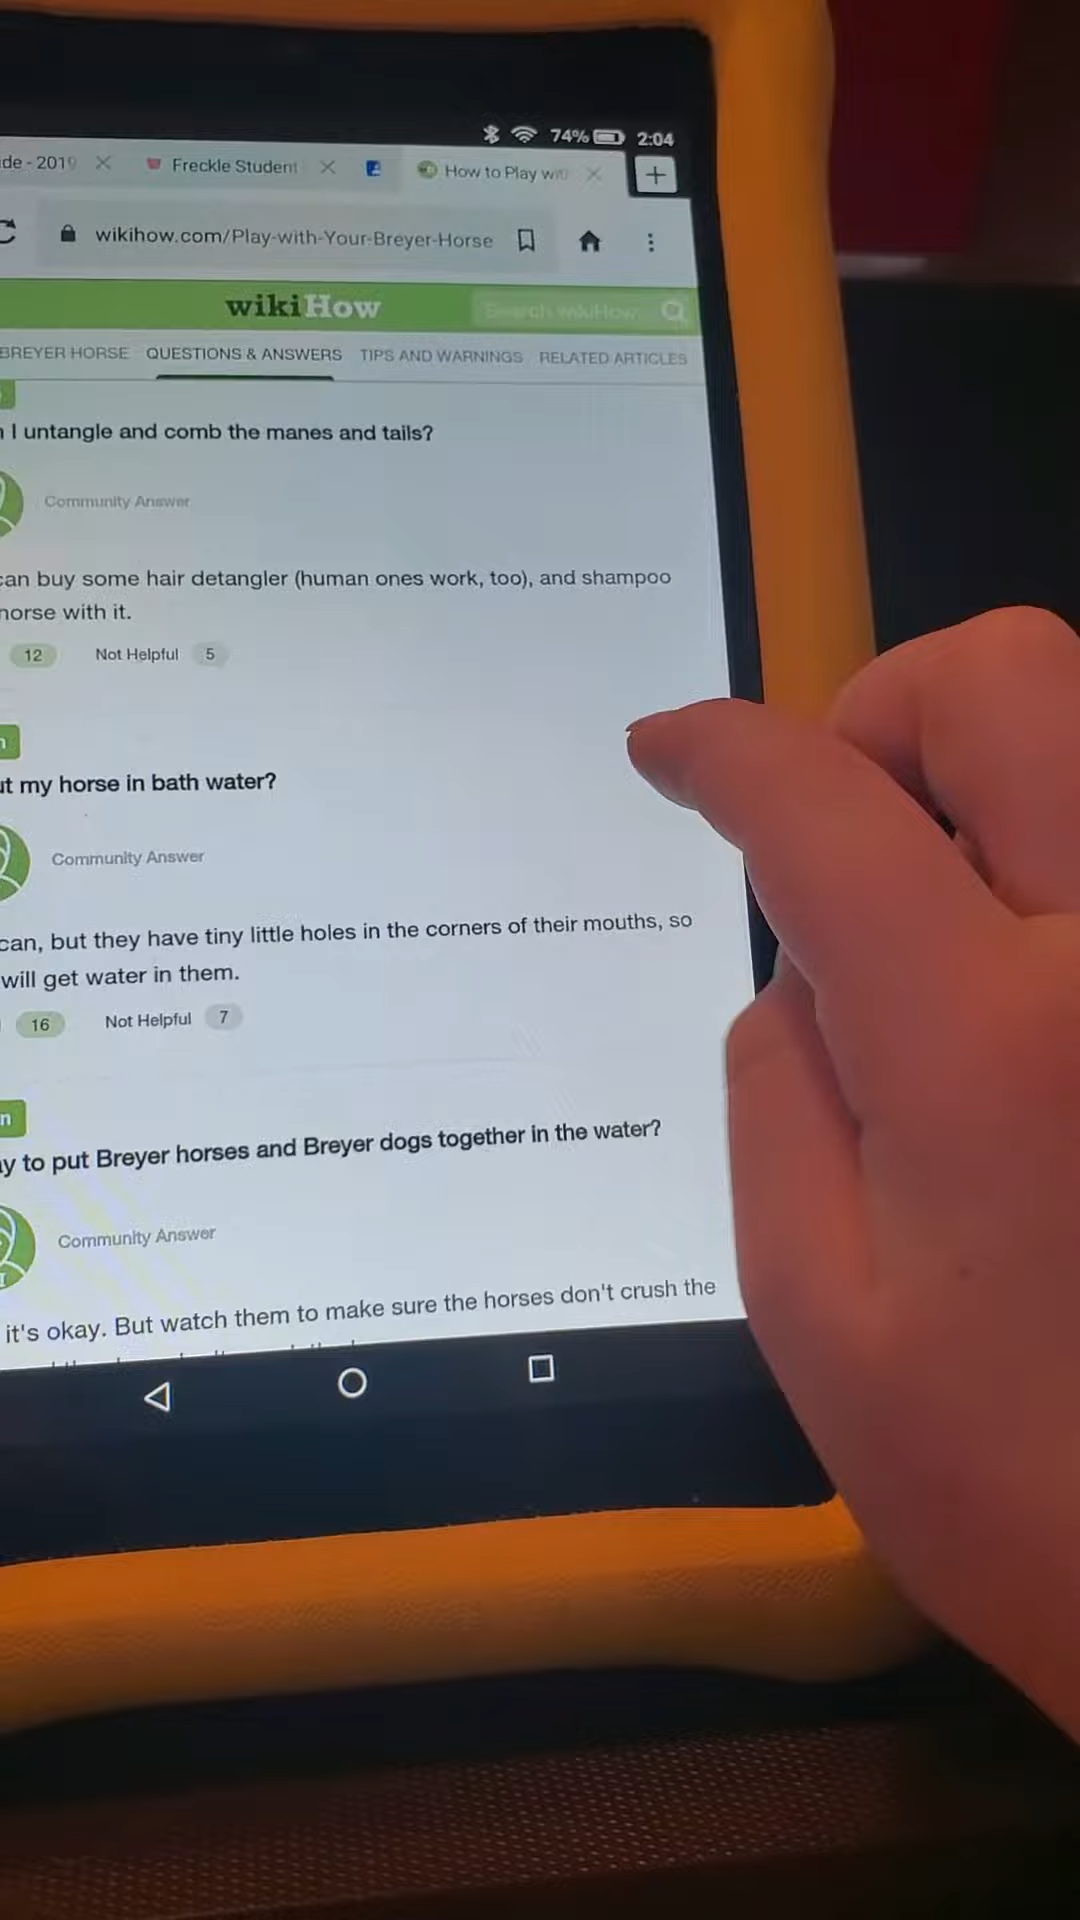 74% 2:04
de - 2019 Freckle Student How to Play with
wikihow.com/Play-with-Your-Breyer-Horse
wikiHow Search wikiHow
BREYER HORSE QUESTIONS & ANSWERS TIPS AND WARNINGS RELATED ARTICLES
I untangle and comb the manes and tails?
Community Answer
can buy some hair detangler (human ones work, too), and shampoo
horse with it.
12 Not Helpful 5
my horse in bath water?
Community Answer
can, but they have tiny little holes in the corners of their mouths, so
will get water in them.
16 Not Helpful 7
n
y to put Breyer horses and Breyer dogs together in the water?
Community Answer
it's okay. But watch them to make sure the horses don't crush the